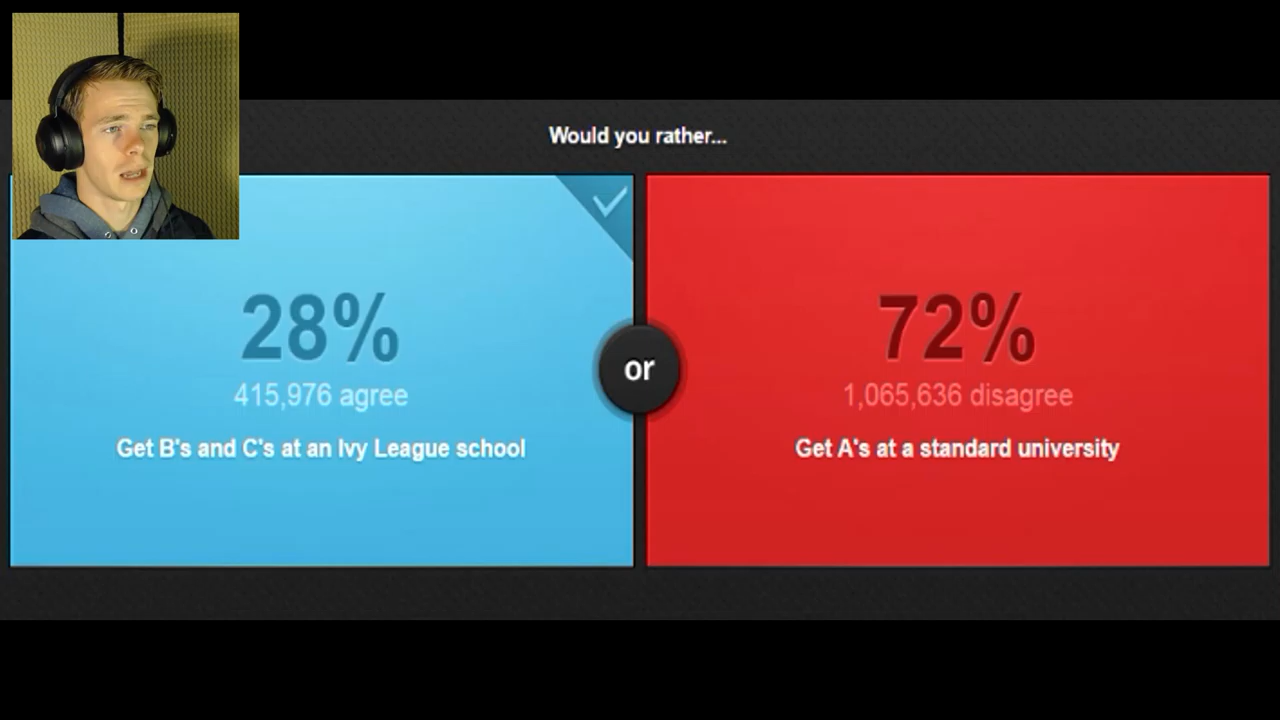 Would you rather...
28%
415,976 agree
Get B's and C's at an Ivy League school
or
72%
1,065,636 disagree
Get A's at a standard university